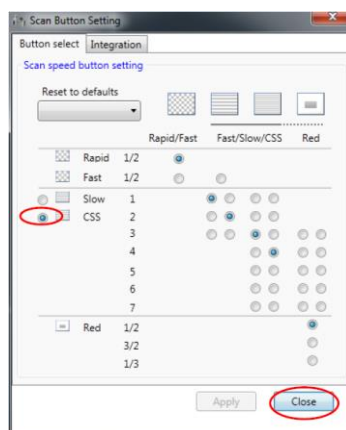 Scan Button Setting
Button select Integration
Scan speed button setting
Reset to defaults
Rapid/Fast Fast/Slow/CSS Red
Rapid 1/2
Fast 1/2
Slow 1
CSS 2
3
4
5
6
7
Red 1/2
3/2
1/3
Apply Close